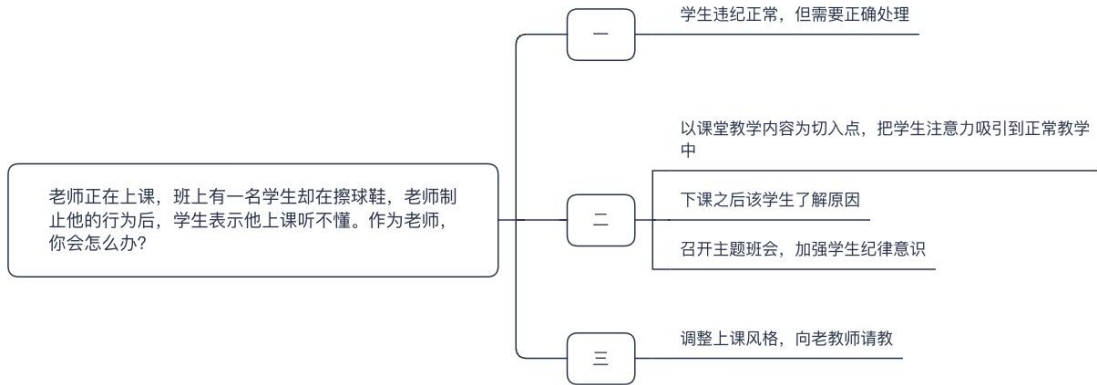 学生违纪正常，但需要正确处理
一
以课堂教学内容为切入点，把学生注意力吸引到正常教学
中
老师正在上课，班上有一名学生却在擦球鞋，老师制
止他的行为后，学生表示他上课听不懂。作为老师，
你会怎么办?
二
下课之后该学生了解原因
召开主题班会，加强学生纪律意识
三
调整上课风格，向老教师请教